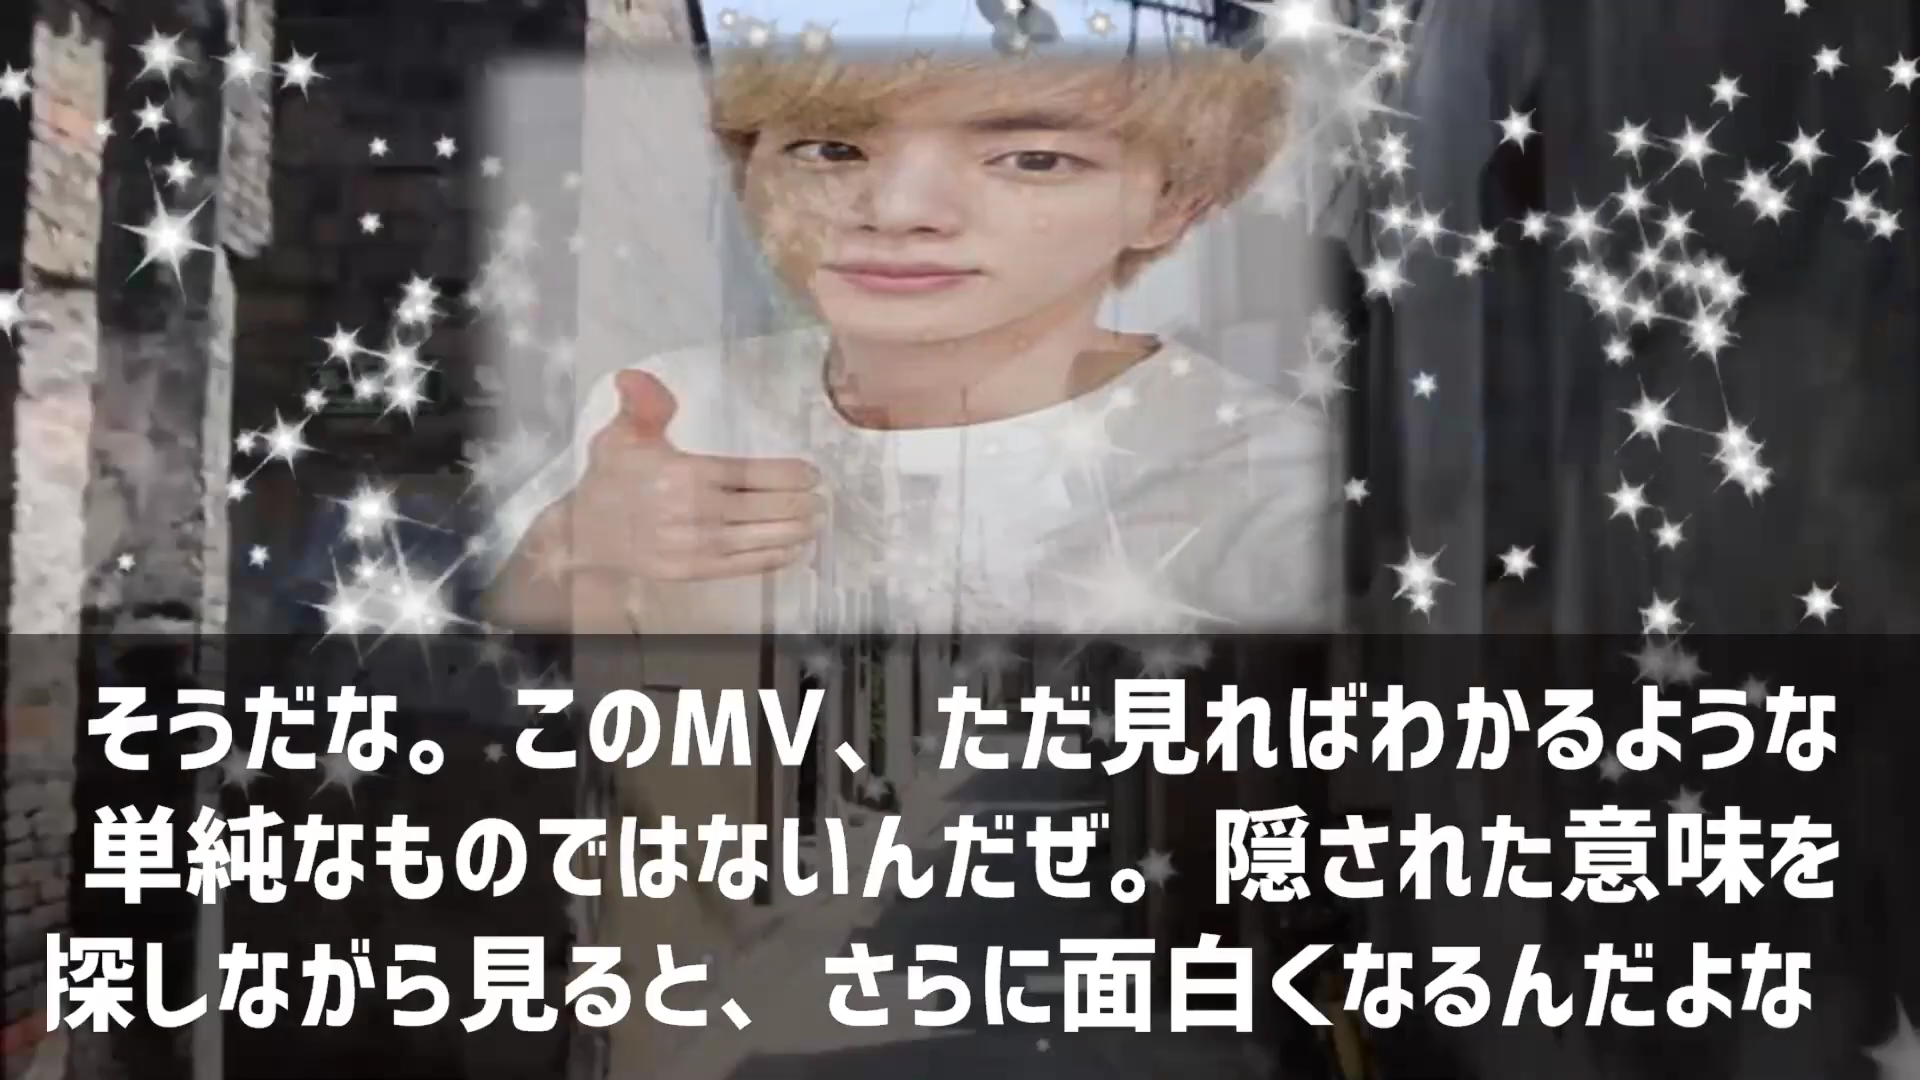 そうだな。このMV、ただ見ればわかるような
単純なものではないんだぜ。隠された意味を
探しながら見ると、さらに面白くなるんだよな